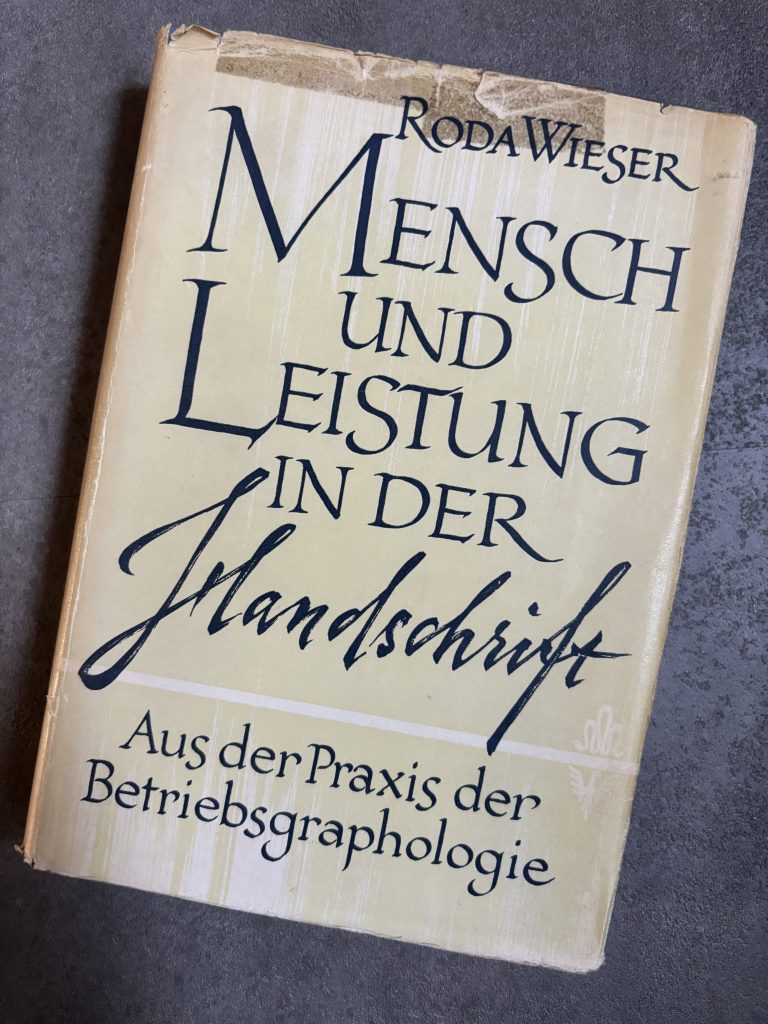 RODA WIESER
MENSCH
UND
LEISTUNG
IN DER
Handschrift
Aus der Praxis der
Betriebsgraphologie